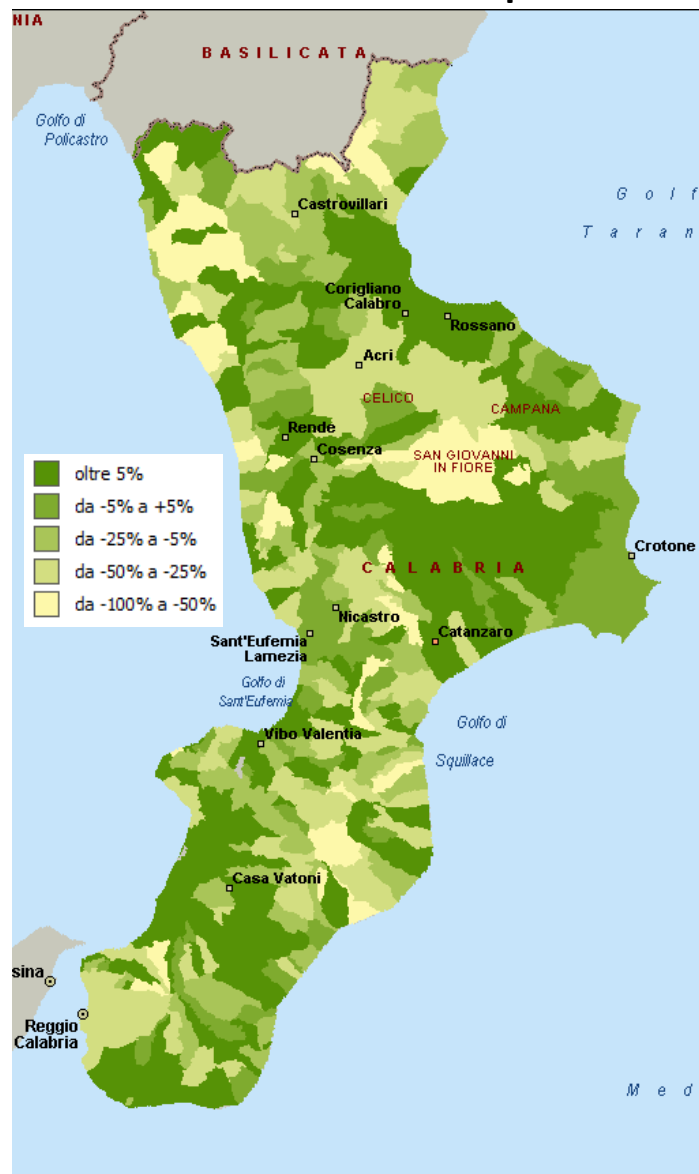 NIA
BASILICATA
Golfo di
Policastro
Castrovillari
G o l f
T a r a n
Corigliano
Calabro
Rossano
Acri
CELICO
CAMPANA
Rende
Cosenza
SAN GIOVANNI
IN FIORE
oltre 5%
da -5% a +5%
da -25% a -5%
da -50% a -25%
da -100% a -50%
Crotone
CALABRIA
Nicastro
Sant'Eufemia
Lamezia
Catanzaro
Golfo di
Sant'Eufemia
Golfo di
Squillace
Vibo Valentia
Casa Vatoni
sina
Reggio
Calabria
M e d